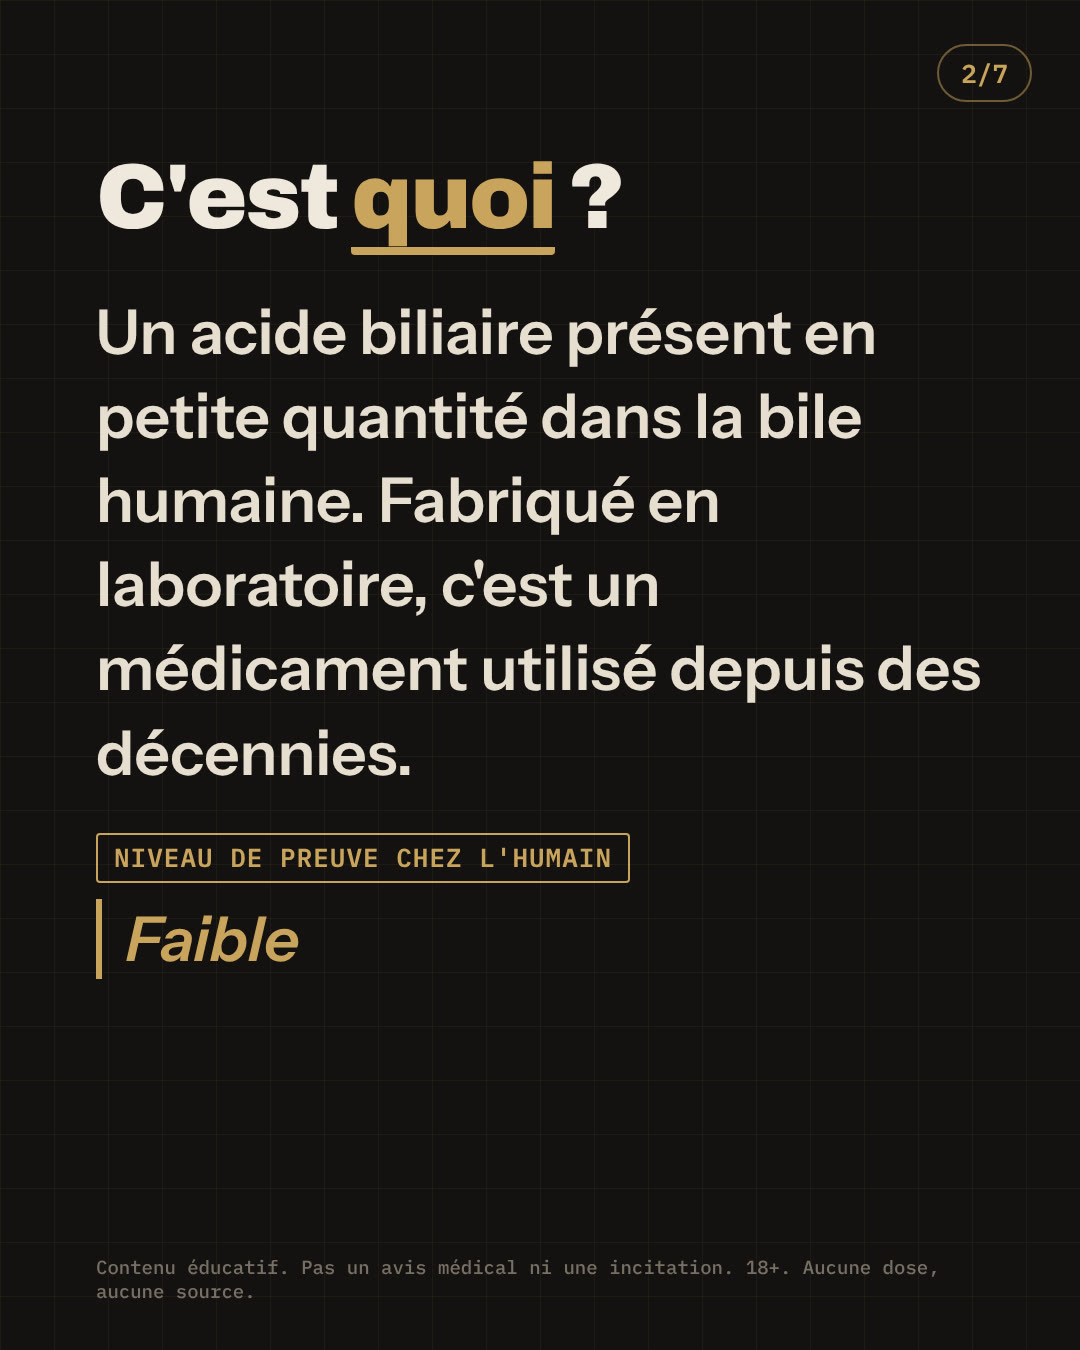 2/7
C'est quoi ?
Un acide biliaire présent en
petite quantité dans la bile
humaine. Fabriqué en
laboratoire, c'est un
médicament utilisé depuis des
décennies.
NIVEAU DE PREUVE CHEZ L'HUMAIN
Faible
Contenu éducatif. Pas un avis médical ni une incitation. 18+. Aucune dose,
aucune source.